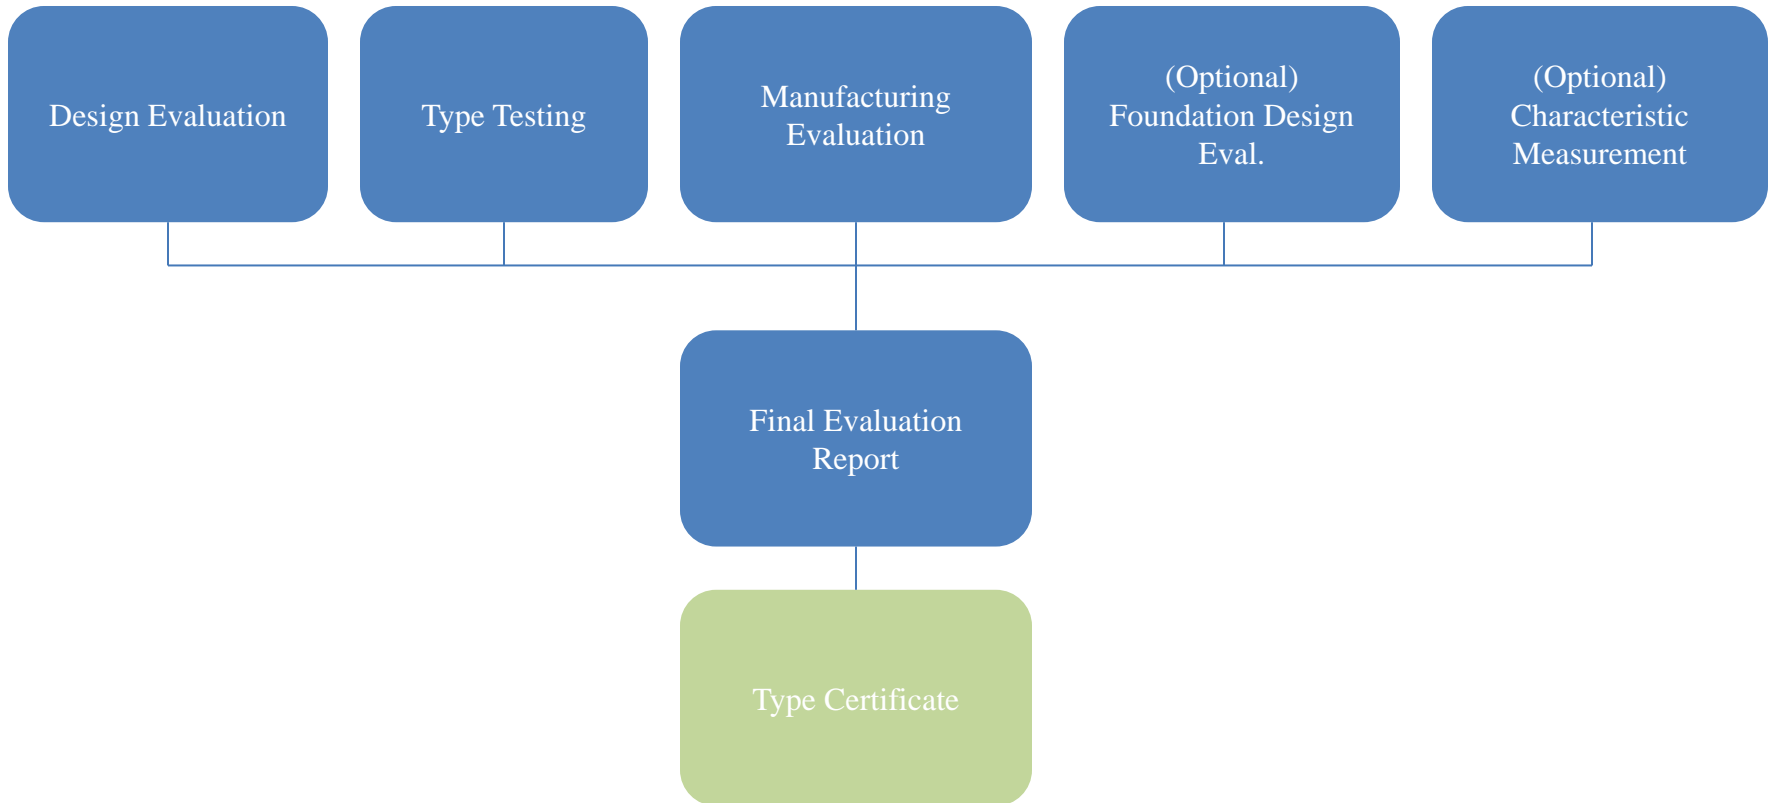 Design Evaluation
Type Testing
Manufacturing
Evaluation
(Optional)
Foundation Design
Eval.
(Optional)
Characteristic
Measurement
Final Evaluation
Report
Type Certificate